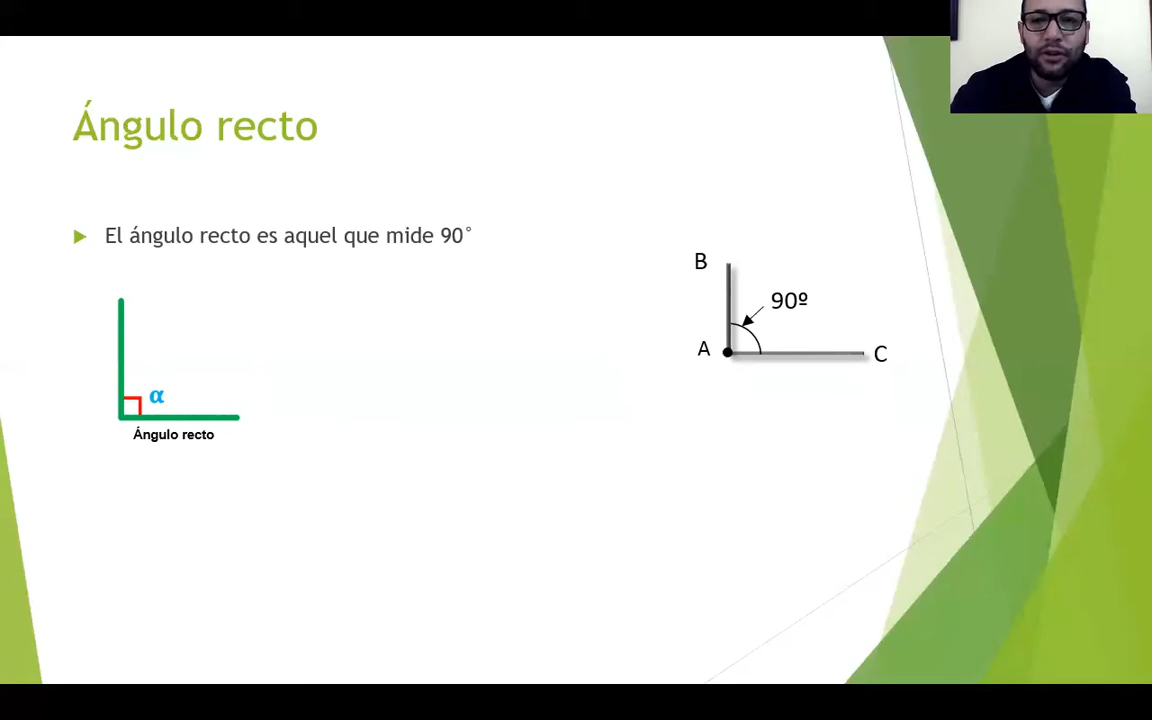 Ángulo recto
El ángulo recto es aquel que mide 90°
B
90º
A
C
α
Ángulo recto